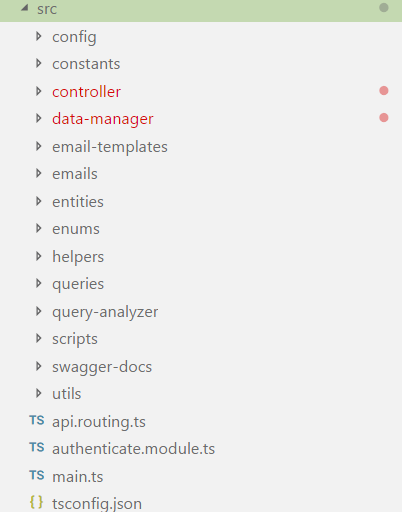 src
config
constants
controller
data-manager
email-templates
emails
entities
enums
helpers
queries
query-analyzer
scripts
swagger-docs
utils
TS api.routing.ts
TS authenticate.module.ts
TS main.ts
{ } tsconfig.json